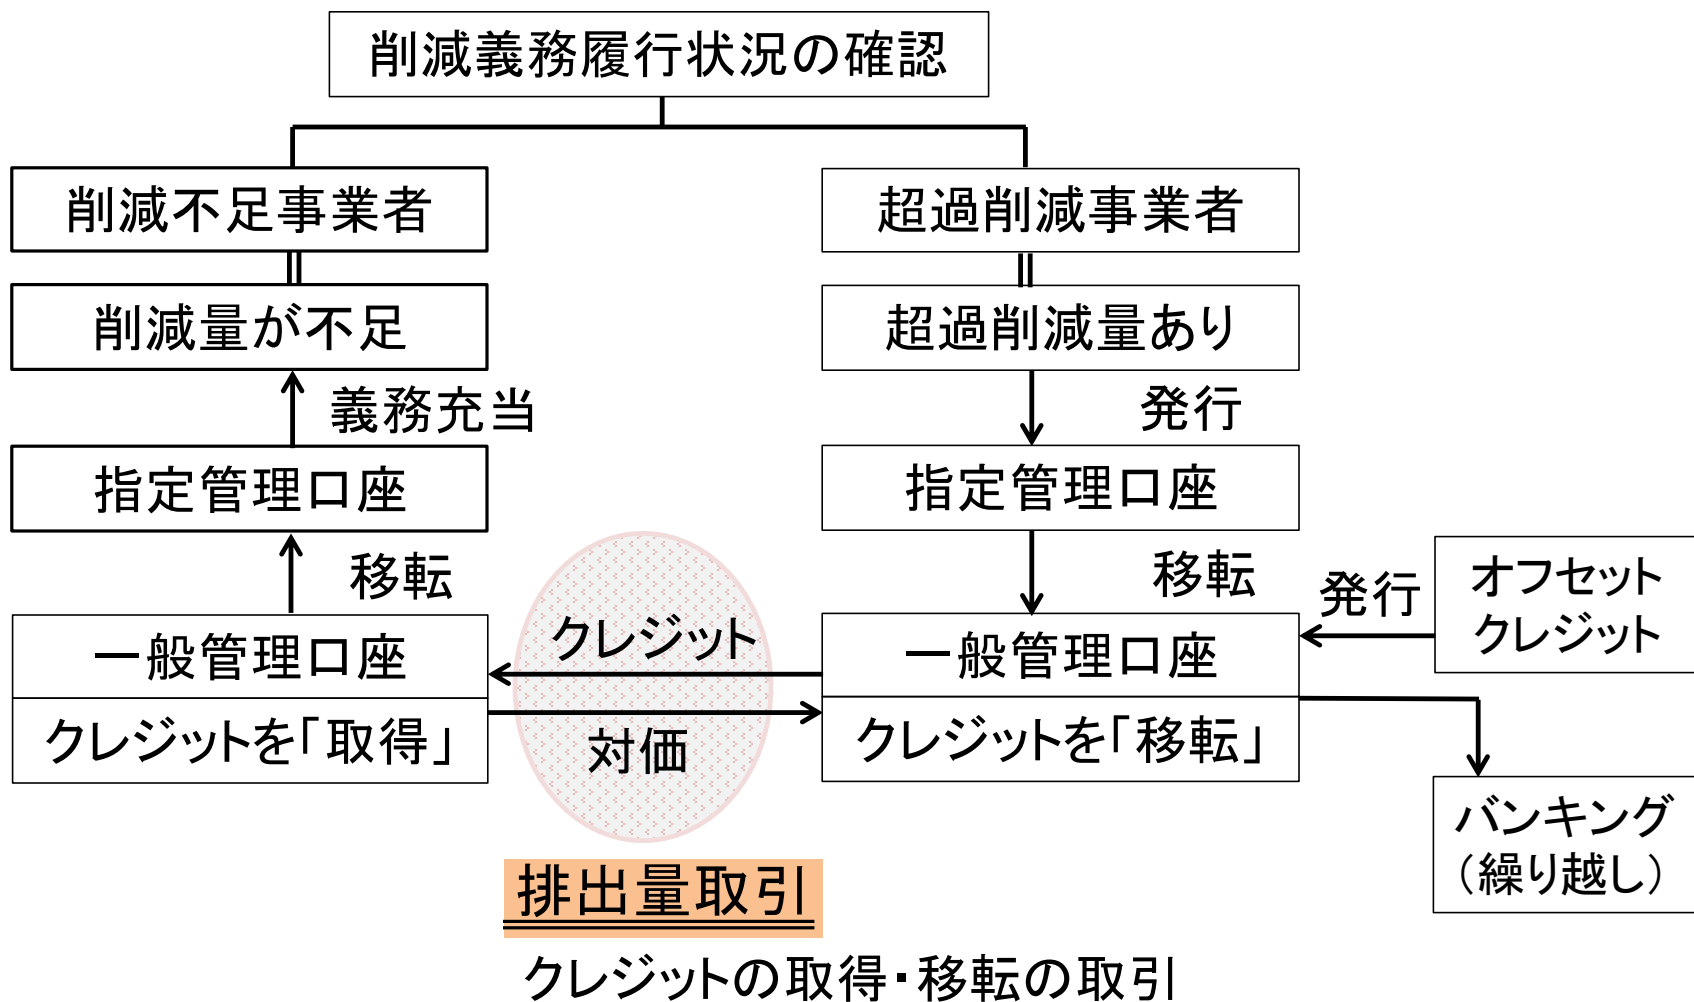 削減義務履行状況の確認
削減不足事業者
超過削減事業者
削減量が不足
超過削減量あり
義務充当
発行
指定管理口座
指定管理口座
移転
移転
発行
オフセット
クレジット
一般管理口座
クレジット
一般管理口座
クレジットを「取得」
対価
クレジットを「移転」
バンキング
（繰り越し）
排出量取引
クレジットの取得・移転の取引